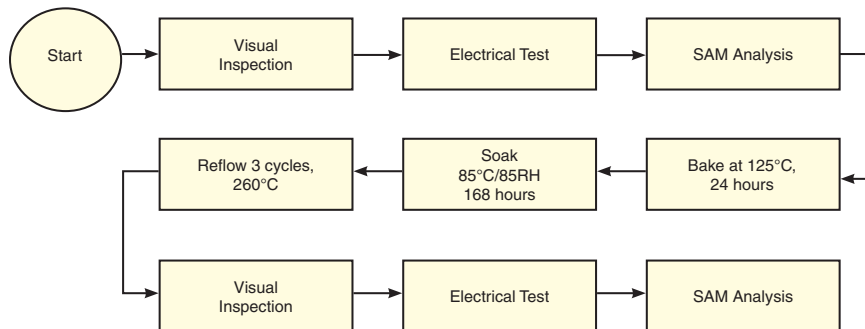 Start
Visual
Inspection
Electrical Test
SAM Analysis
Bake at 125°C,
24 hours
Soak
85°C/85RH
168 hours
Reflow 3 cycles,
260°C
Visual
Inspection
Electrical Test
SAM Analysis